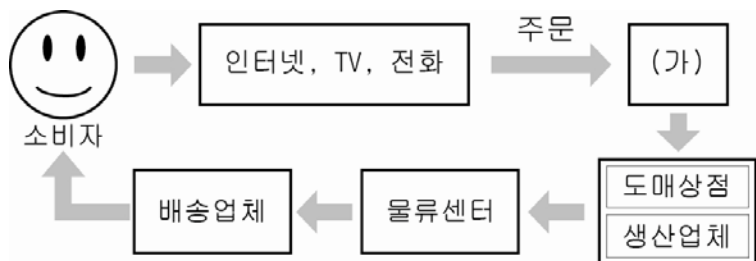 주문
인터넷, TV, 전화
(가)
소비자
도매상점
생산업체
물류센터
배송업체